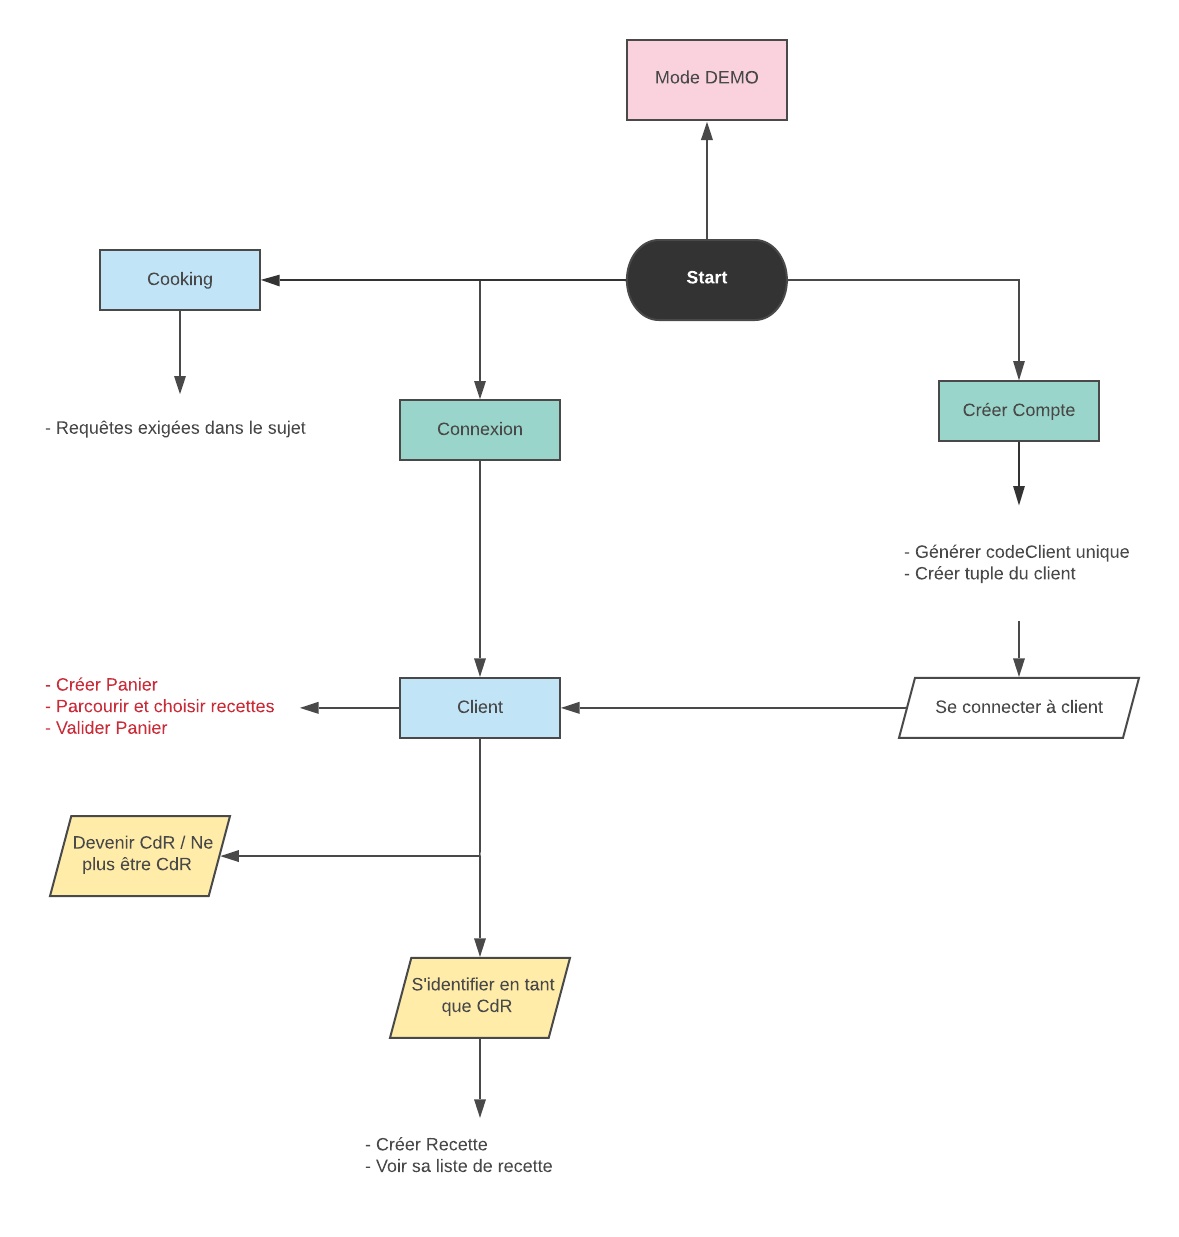 Mode DEMO
Start
Cooking
- Requêtes exigées dans le sujet
Connexion
Créer Compte
- Générer codeClient unique
- Créer tuple du client
- Créer Panier
- Parcourir et choisir recettes
- Valider Panier
Client
Se connecter à client
Devenir CdR / Ne
plus être CdR
S'identifier en tant
que CdR
- Créer Recette
- Voir sa liste de recette